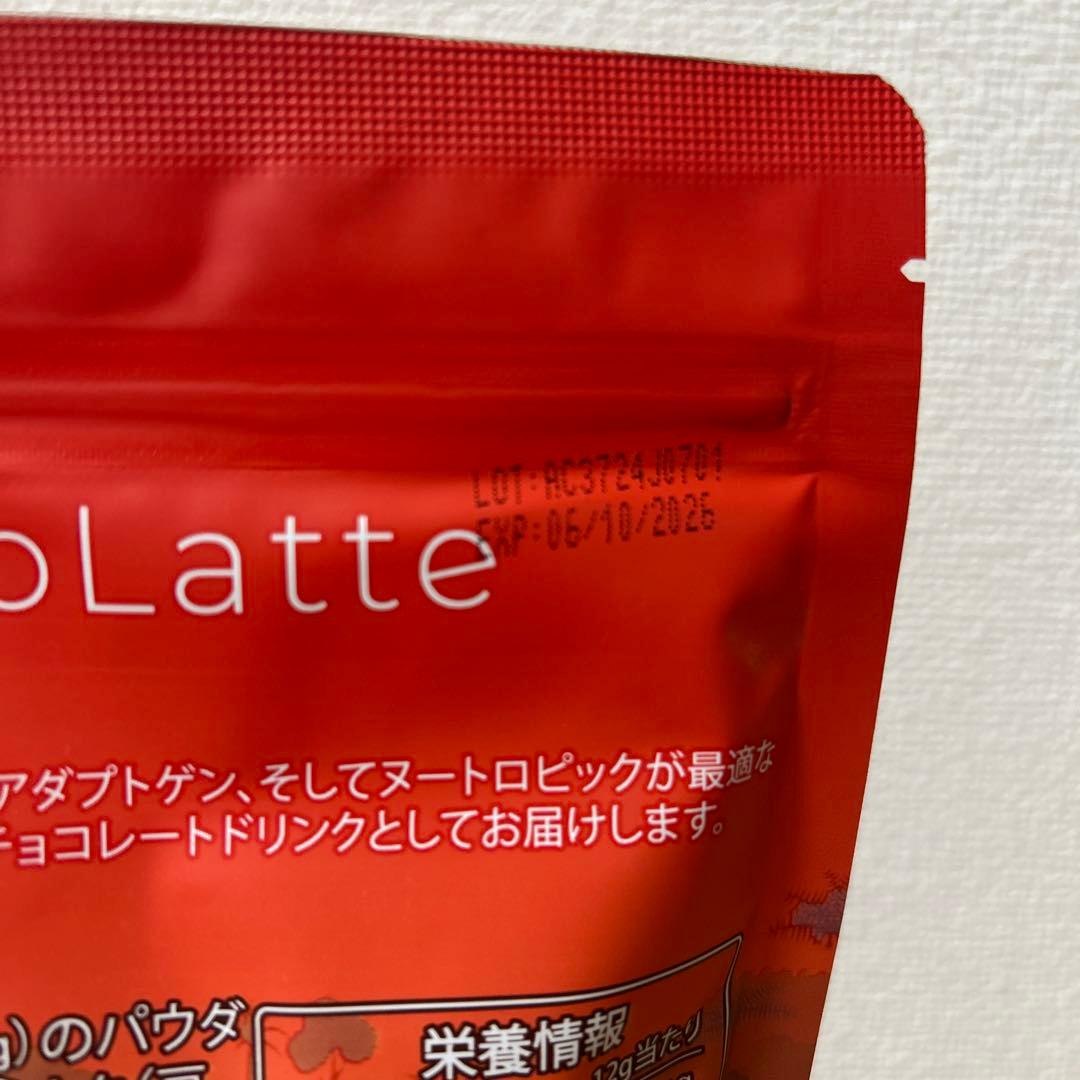 LOT:AC3724J0701
EXP:06/10/2026
oLatte
アダプトゲン、そしてヌートロピックが最適な
チョコレートドリンクとしてお届けします。
g)のパウダ
栄養情報
12g当たり